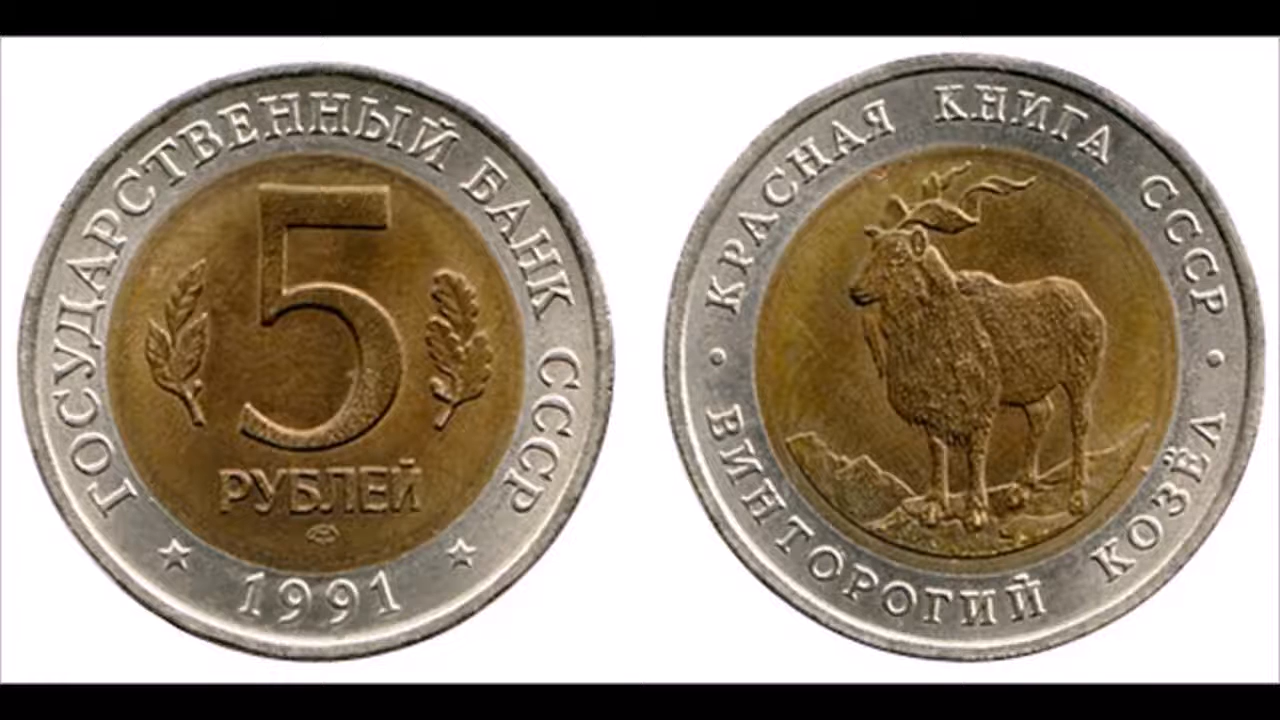 ГОСУДАРСТВЕННЫЙ БАНК СССР
5
РУБЛЕЙ
1991
КРАСНАЯ КНИГА СССР
ВИНТОРОГИЙ КОЗЁЛ